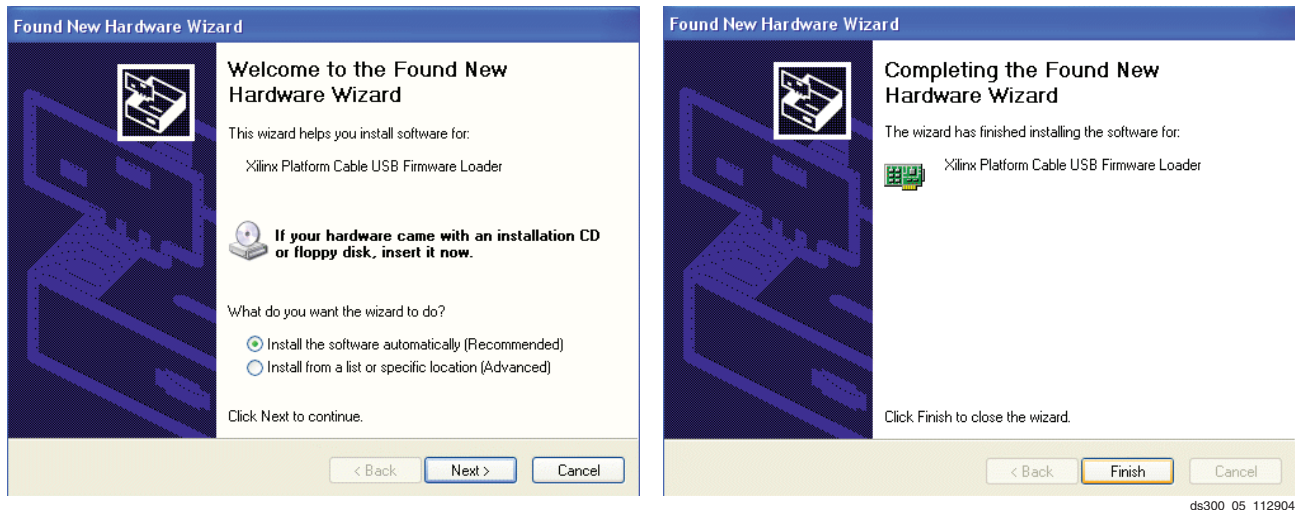 Found New Hardware Wizard
Welcome to the Found New
Hardware Wizard
This wizard helps you install software for:
Xilinx Platform Cable USB Firmware Loader
If your hardware came with an installation CD
or floppy disk, insert it now.
What do you want the wizard to do?
Install the software automatically (Recommended)
Install from a list or specific location (Advanced)
Click Next to continue.
< Back
Next >
Cancel
Found New Hardware Wizard
Completing the Found New
Hardware Wizard
The wizard has finished installing the software for:
Xilinx Platform Cable USB Firmware Loader
Click Finish to close the wizard.
< Back
Finish
Cancel
ds300_05_112904